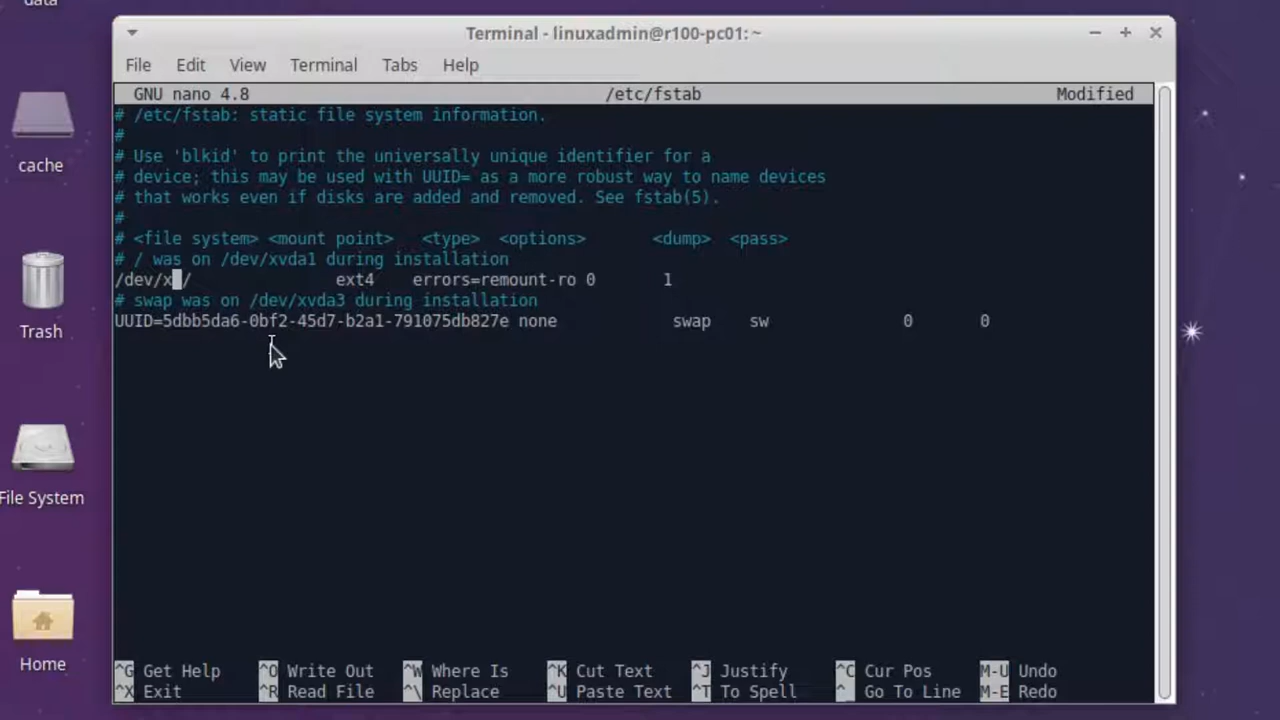 data
Terminal - linuxadmin@r100-pc01: ~
File Edit View Terminal Tabs Help
GNU nano 4.8 /etc/fstab Modified
# /etc/fstab: static file system information.
#
# Use 'blkid' to print the universally unique identifier for a
# device; this may be used with UUID= as a more robust way to name devices
# that works even if disks are added and removed. See fstab(5).
#
# <file system> <mount point> <type> <options> <dump> <pass>
# / was on /dev/xvda1 during installation
/dev/x / ext4 errors=remount-ro 0 1
# swap was on /dev/xvda3 during installation
UUID=5dbb5da6-0bf2-45d7-b2a1-791075db827e none swap sw 0 0
cache
Trash
File System
Home
^G Get Help ^O Write Out ^W Where Is ^K Cut Text ^J Justify ^C Cur Pos M-U Undo
^X Exit ^R Read File ^\ Replace ^U Paste Text ^T To Spell ^_ Go To Line M-E Redo